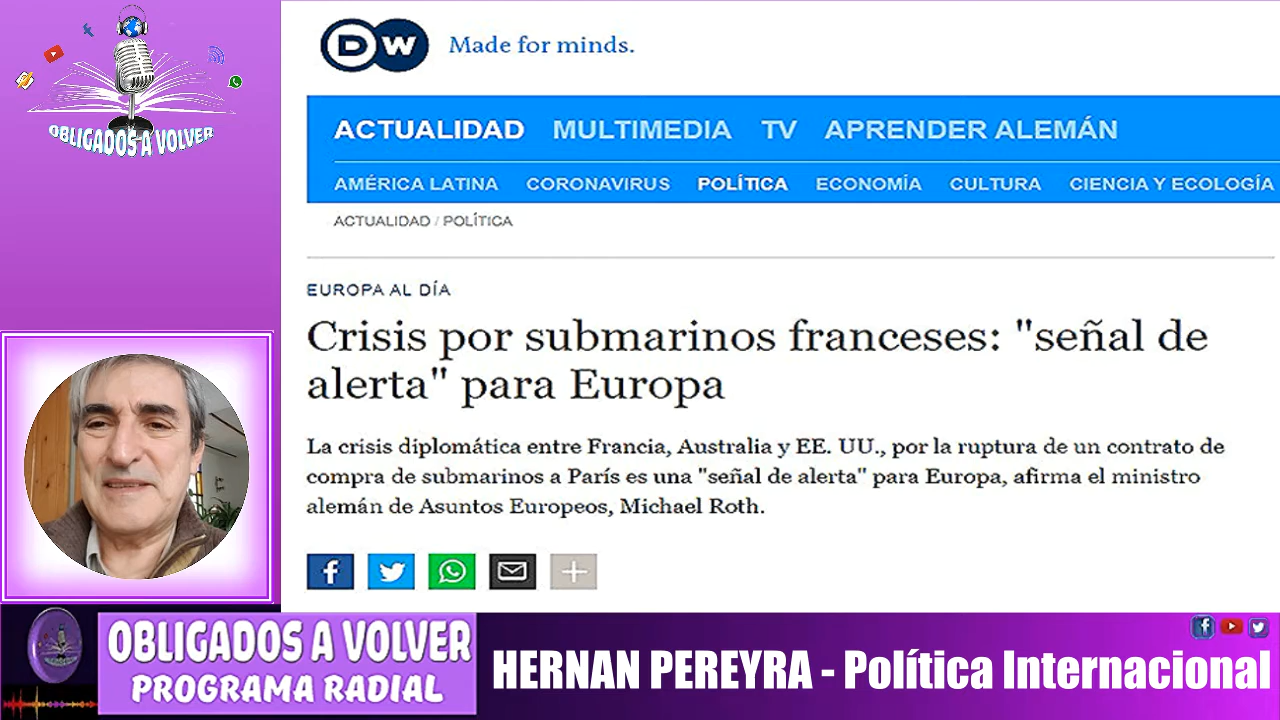 OBLIGADOS A VOLVER
DW Made for minds.
ACTUALIDAD MULTIMEDIA TV APRENDER ALEMÁN
AMÉRICA LATINA CORONAVIRUS POLÍTICA ECONOMÍA CULTURA CIENCIA Y ECOLOGÍA
ACTUALIDAD / POLÍTICA
EUROPA AL DÍA
Crisis por submarinos franceses: "señal de
alerta" para Europa
La crisis diplomática entre Francia, Australia y EE. UU., por la ruptura de un contrato de
compra de submarinos a París es una "señal de alerta" para Europa, afirma el ministro
alemán de Asuntos Europeos, Michael Roth.
OBLIGADOS A VOLVER
PROGRAMA RADIAL
HERNAN PEREYRA - Política Internacional